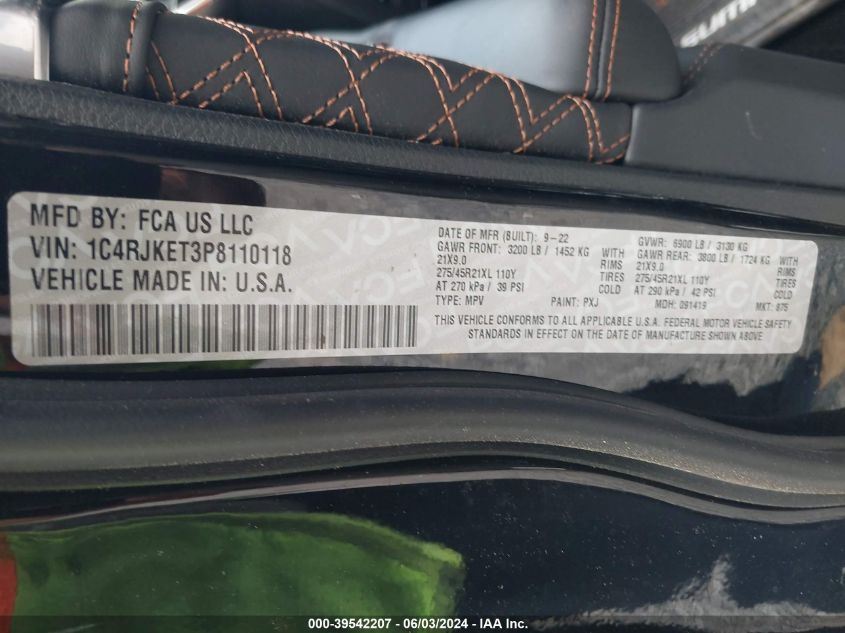 SUMM
MFD BY: FCA US LLC
VIN: 1C4RJKET3P8110118
VEHICLE MADE IN: U.S.A.
DATE OF MFR (BUILT): 9-22 GVWR: 6900 LB / 3130 KG
GAWR FRONT: 3200 LB / 1452 KG WITH GAWR REAR: 3800 LB / 1724 KG WITH
21X9.0 RIMS 21X9.0 RIMS
275/45R21XL 110Y TIRES 275/45R21XL 110Y TIRES
AT 270 kPa / 39 PSI COLD AT 290 kPa / 42 PSI COLD
TYPE: MPV PAINT: PXJ MDH: 091419 MKT: 875
THIS VEHICLE CONFORMS TO ALL APPLICABLE U.S.A. FEDERAL MOTOR VEHICLE SAFETY
STANDARDS IN EFFECT ON THE DATE OF MANUFACTURE SHOWN ABOVE
000-39542207 - 06/03/2024 - IAA Inc.